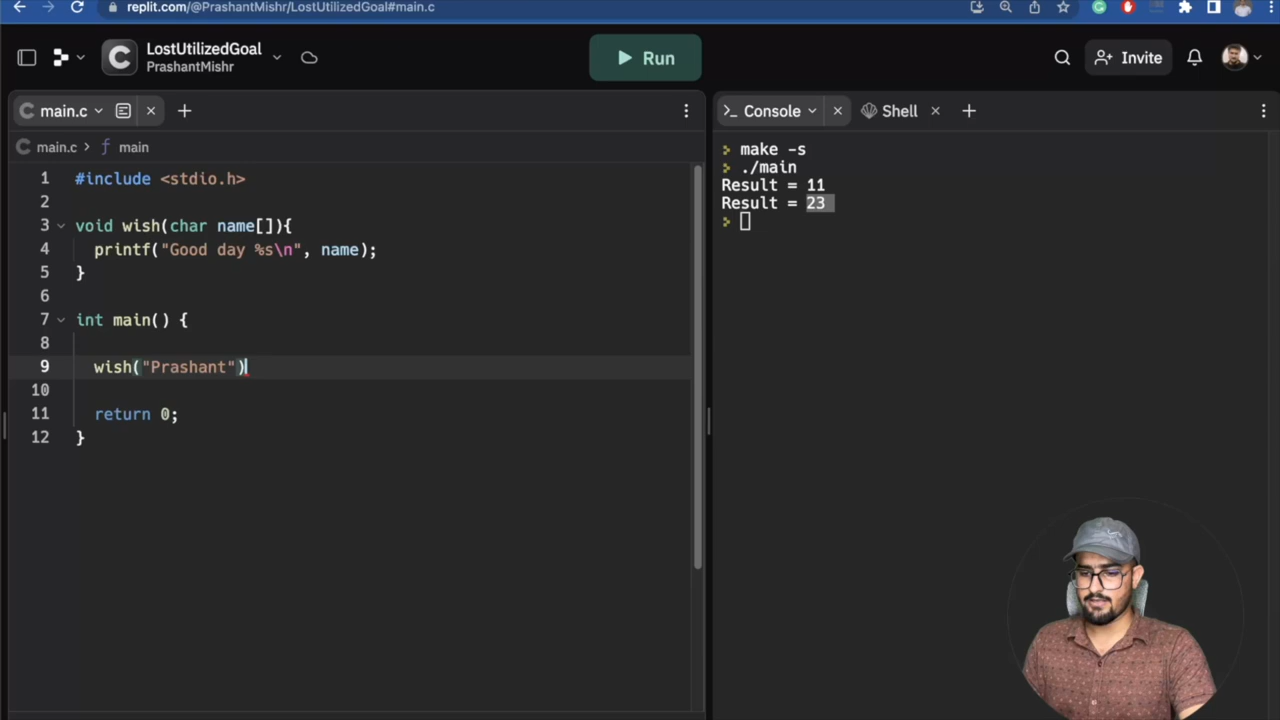 replit.com/@PrashantMishr/LostUtilizedGoal#main.c
LostUtilizedGoal
PrashantMishr
Run
Invite
main.c
Console
Shell
main.c > f main
1 #include <stdio.h>
2
3 void wish(char name[]){
4 printf("Good day %s\n", name);
5 }
6
7 int main() {
8
9 wish("Prashant")
10
11 return 0;
12 }
make -s
./main
Result = 11
Result = 23